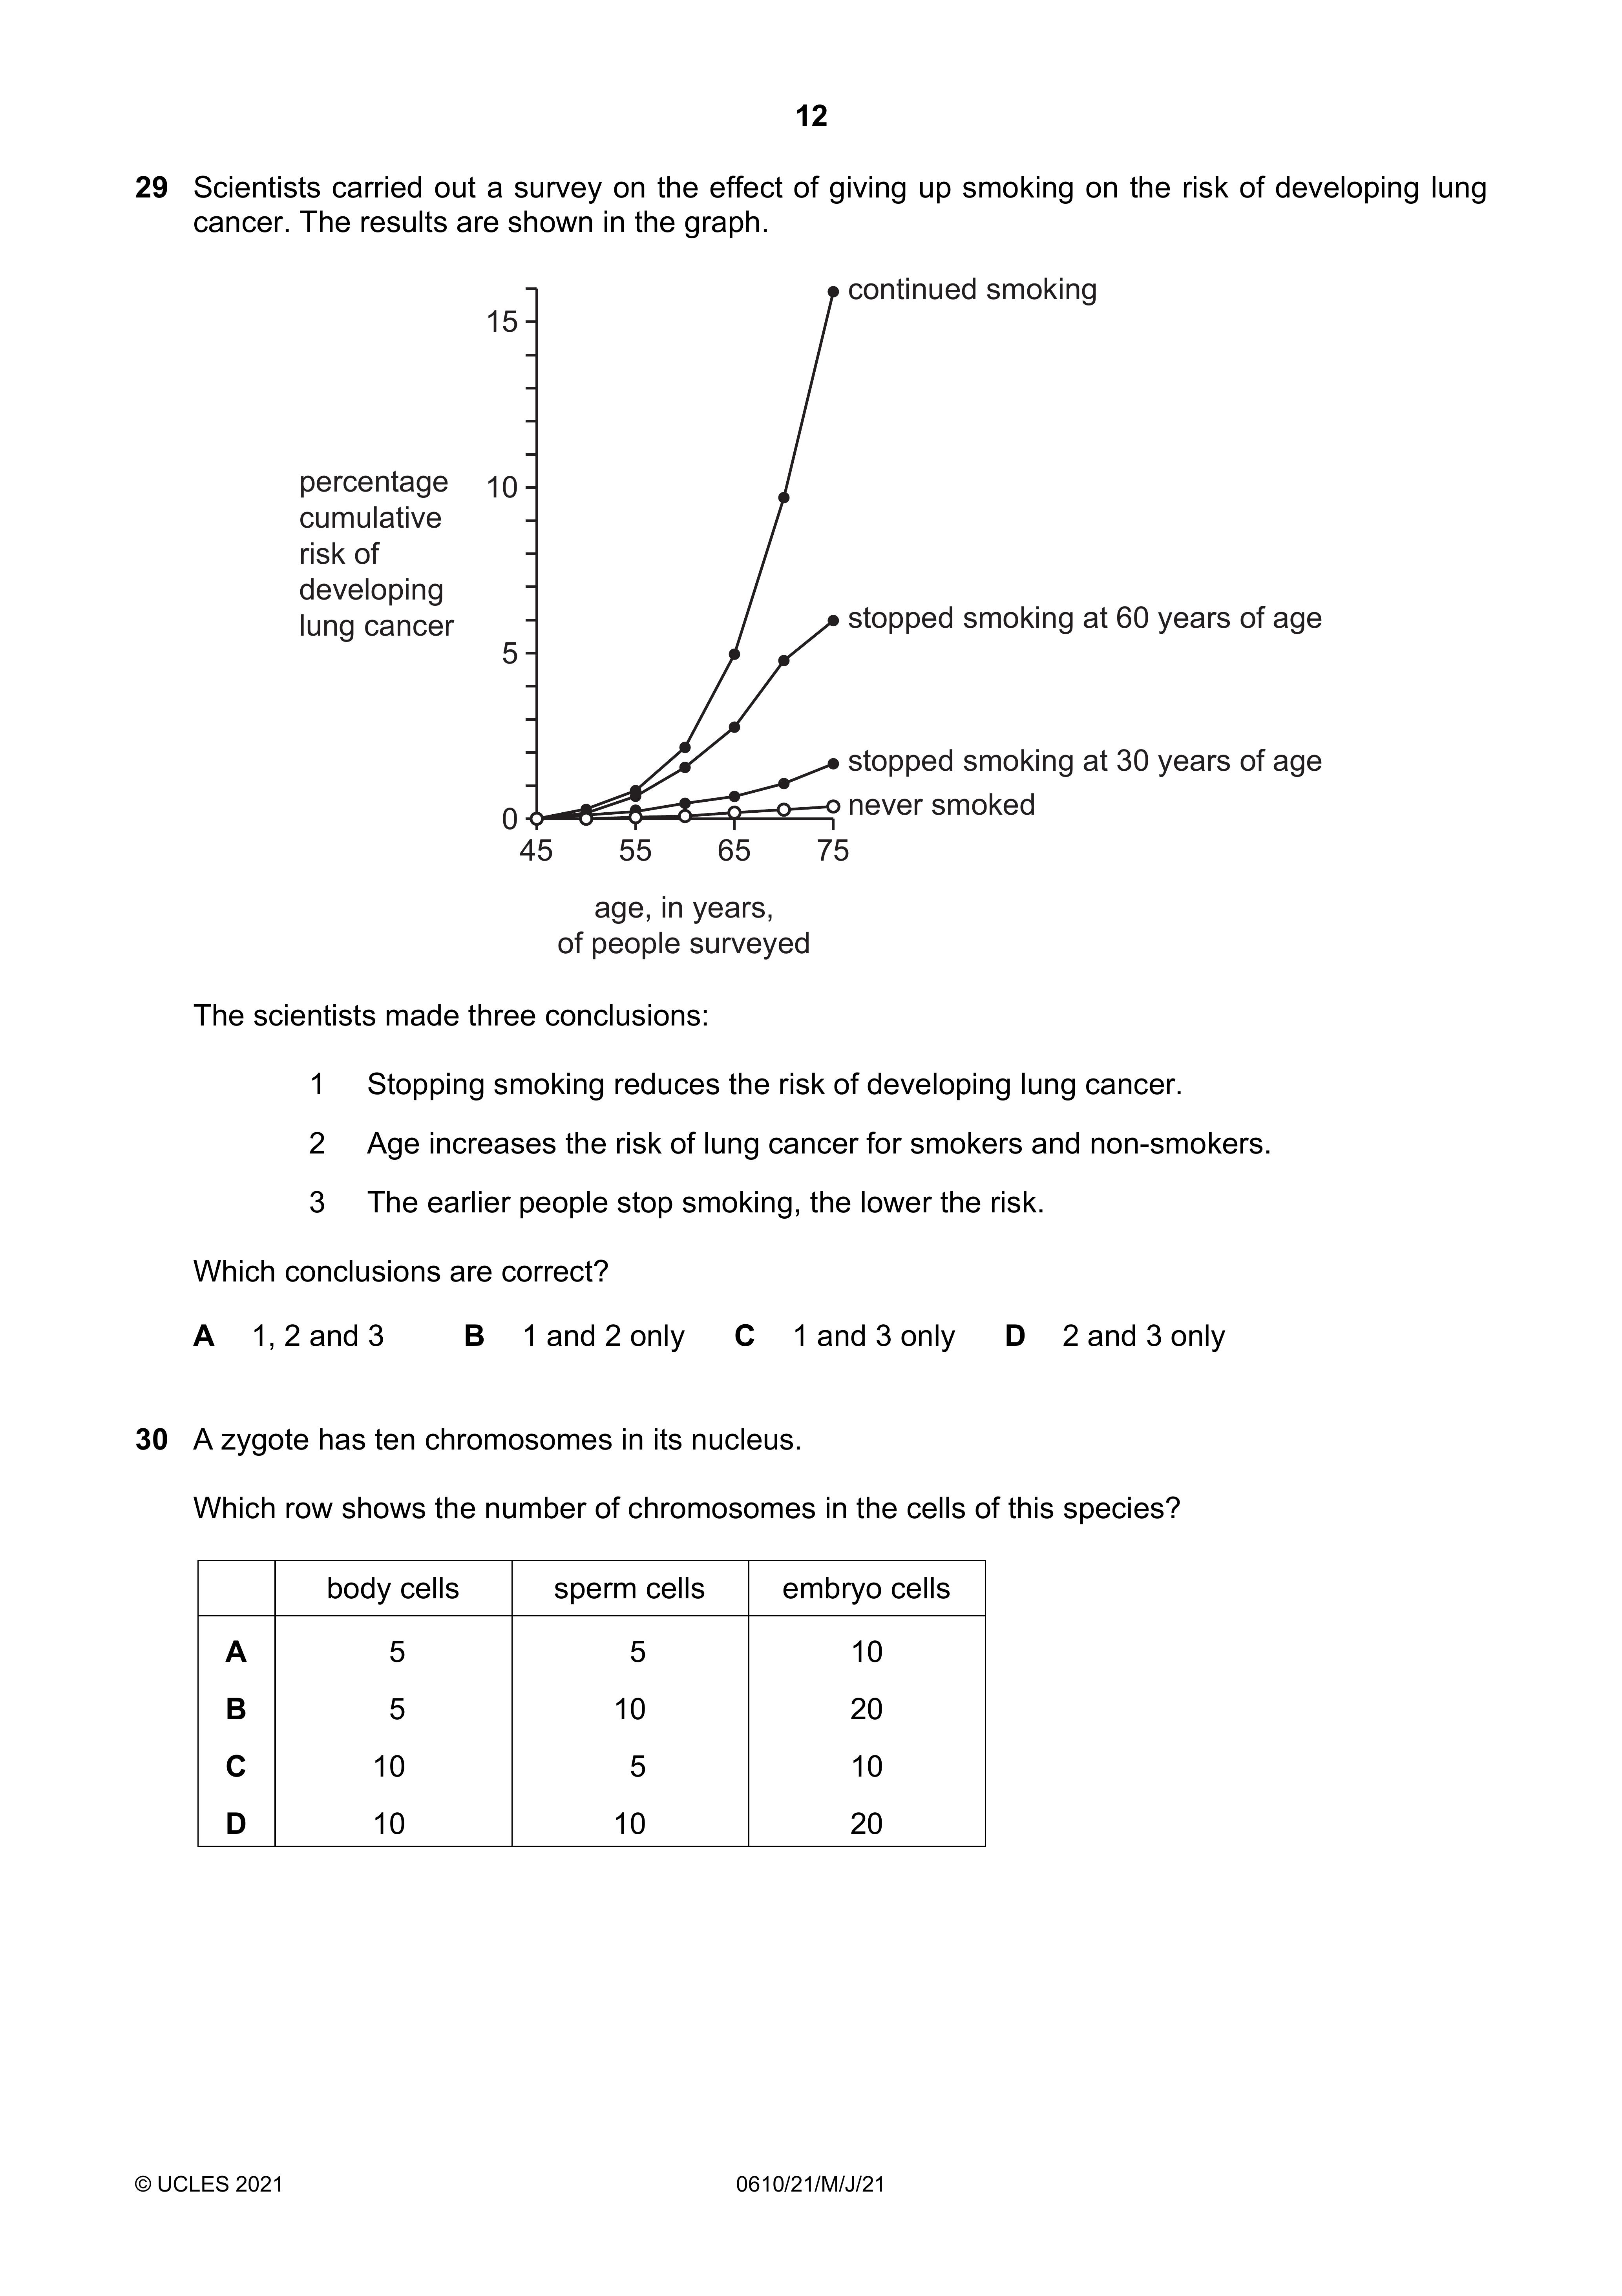 12
29 Scientists carried out a survey on the effect of giving up smoking on the risk of developing lung
cancer. The results are shown in the graph.
continued smoking
15
percentage
cumulative
risk of
developing
lung cancer
10
stopped smoking at 60 years of age
5
stopped smoking at 30 years of age
never smoked
0
45 55 65 75
age, in years,
of people surveyed
The scientists made three conclusions:
1 Stopping smoking reduces the risk of developing lung cancer.
2 Age increases the risk of lung cancer for smokers and non-smokers.
3 The earlier people stop smoking, the lower the risk.
Which conclusions are correct?
A 1, 2 and 3 B 1 and 2 only C 1 and 3 only D 2 and 3 only
30 A zygote has ten chromosomes in its nucleus.
Which row shows the number of chromosomes in the cells of this species?
body cells sperm cells embryo cells
A 5 5 10
B 5 10 20
C 10 5 10
D 10 10 20
© UCLES 2021 0610/21/M/J/21